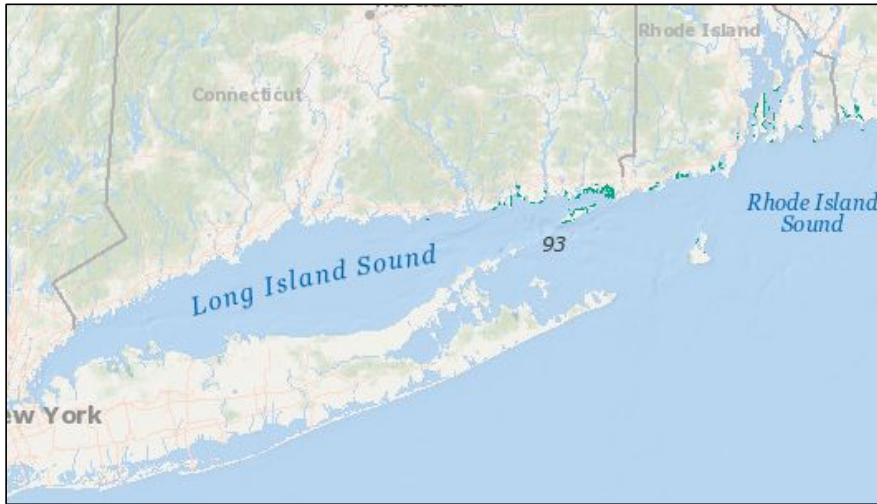 Rhode Island
Connecticut
Rhode Island
Sound
93
Long Island Sound
ew York